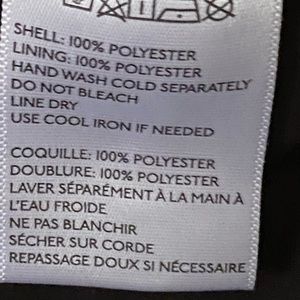 SHELL: 100% POLYESTER
LINING: 100% POLYESTER
HAND WASH COLD SEPARATELY
DO NOT BLEACH
LINE DRY
USE COOL IRON IF NEEDED
COQUILLE: 100% POLYESTER
DOUBLURE: 100% POLYESTER
LAVER SÉPARÉMENT À LA MAIN À
L'EAU FROIDE
NE PAS BLANCHIR
SÉCHER SUR CORDE
REPASSAGE DOUX SI NÉCESSAIRE